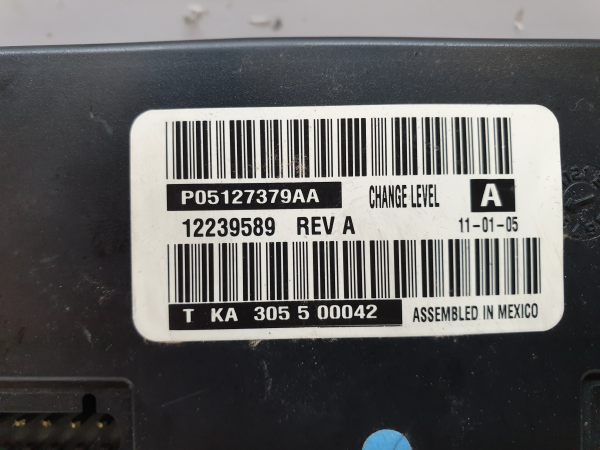 P05127379AA CHANGE LEVEL A
12239589 REV A 11-01-05
T KA 305 5 00042 ASSEMBLED IN MEXICO